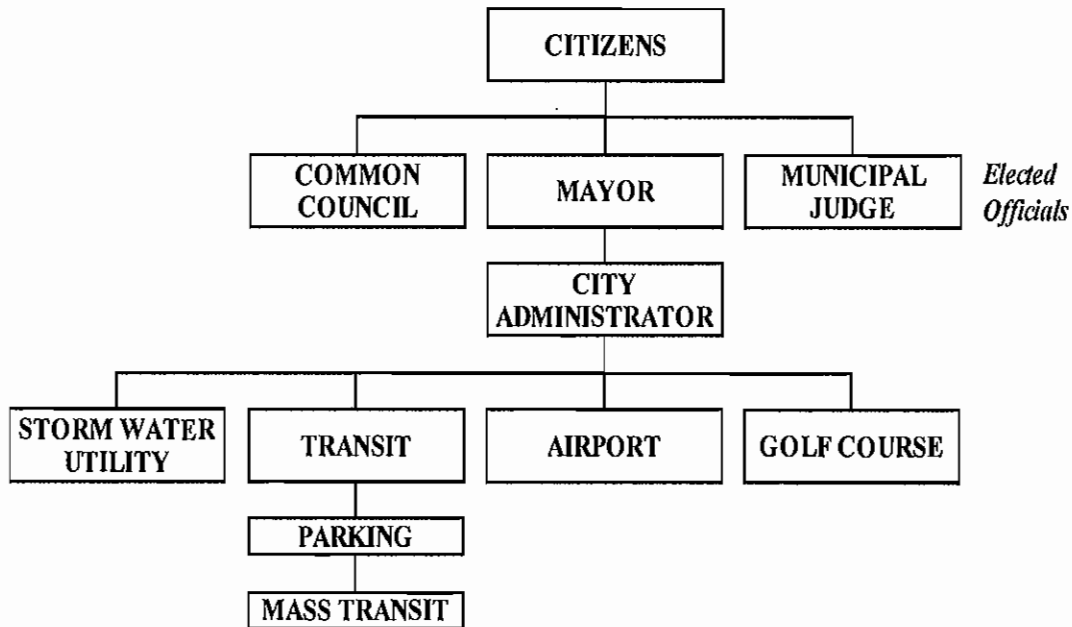 CITIZENS
COMMON
COUNCIL
MAYOR
MUNICIPAL
JUDGE
Elected
Officials
CITY
ADMINISTRATOR
STORM WATER
UTILITY
TRANSIT
AIRPORT
GOLF COURSE
PARKING
MASS TRANSIT